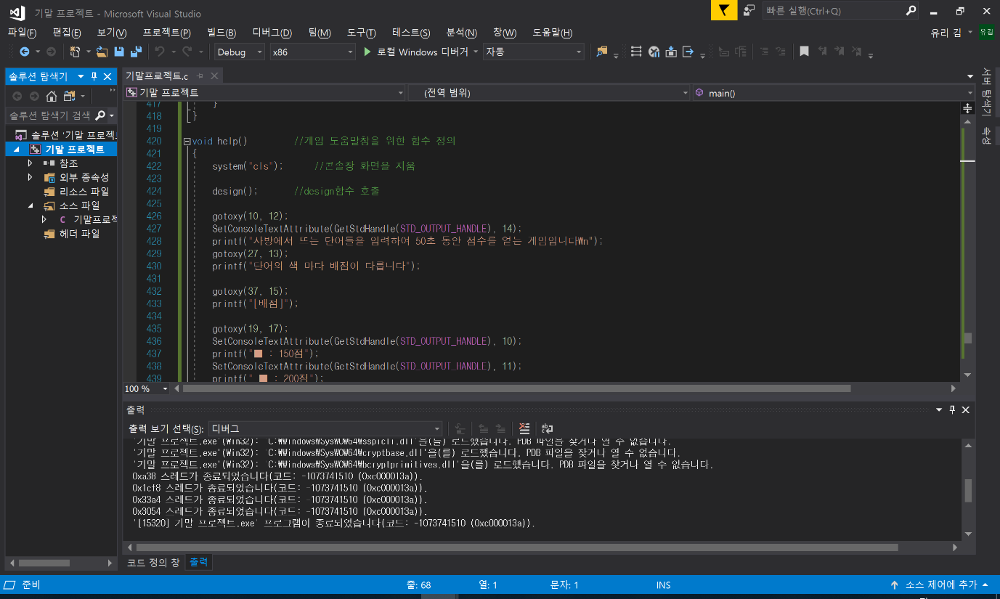 기말 프로젝트 - Microsoft Visual Studio
빠른 실행(Ctrl+Q)
파일(F) 편집(E) 보기(V) 프로젝트(P) 빌드(B) 디버그(D) 팀(M) 도구(T) 테스트(S) 분석(N) 창(W) 도움말(H)
유리 김 유김
Debug x86 로컬 Windows 디버거 자동
솔루션 탐색기
솔루션 탐색기 검색
솔루션 '기말 프로젝트
기말 프로젝트
참조
외부 종속성
리소스 파일
소스 파일
C 기말프로젝
헤더 파일
기말프로젝트.c
기말 프로젝트 (전역 범위) main()
417 }
418 }
419
420 void help() //게임 도움말창을 위한 함수 정의
421 {
422 system("cls"); //콘솔창 화면을 지움
423
424 design(); //design함수 호출
425
426 gotoxy(10, 12);
427 SetConsoleTextAttribute(GetStdHandle(STD_OUTPUT_HANDLE), 14);
428 printf("사방에서 뜨는 단어들을 입력하여 50초 동안 점수를 얻는 게임입니다₩n");
429 gotoxy(27, 13);
430 printf("단어의 색 마다 배점이 다릅니다");
431
432 gotoxy(37, 15);
433 printf("[배점]");
434
435 gotoxy(19, 17);
436 SetConsoleTextAttribute(GetStdHandle(STD_OUTPUT_HANDLE), 10);
437 printf("■ : 150점");
438 SetConsoleTextAttribute(GetStdHandle(STD_OUTPUT_HANDLE), 11);
439 printf(" ■ : 200점");
100 %
출력
출력 보기 선택(S): 디버그
'기말 프로젝트.exe'(Win32): 'C:₩Windows₩SysWOW64₩sspicli.dll'을(를) 로드했습니다. PDB 파일을 찾거나 열 수 없습니다.
'기말 프로젝트.exe'(Win32): 'C:₩Windows₩SysWOW64₩cryptbase.dll'을(를) 로드했습니다. PDB 파일을 찾거나 열 수 없습니다.
'기말 프로젝트.exe'(Win32): 'C:₩Windows₩SysWOW64₩bcryptprimitives.dll'을(를) 로드했습니다. PDB 파일을 찾거나 열 수 없습니다.
0xa38 스레드가 종료되었습니다(코드: -1073741510 (0xc000013a)).
0x1cf8 스레드가 종료되었습니다(코드: -1073741510 (0xc000013a)).
0x33a4 스레드가 종료되었습니다(코드: -1073741510 (0xc000013a)).
0x3054 스레드가 종료되었습니다(코드: -1073741510 (0xc000013a)).
'[15320] 기말 프로젝트.exe' 프로그램이 종료되었습니다(코드: -1073741510 (0xc000013a)).
코드 정의 창 출력
서버 탐색기
속성
준비 줄: 68 열: 1 문자: 1 INS 소스 제어에 추가